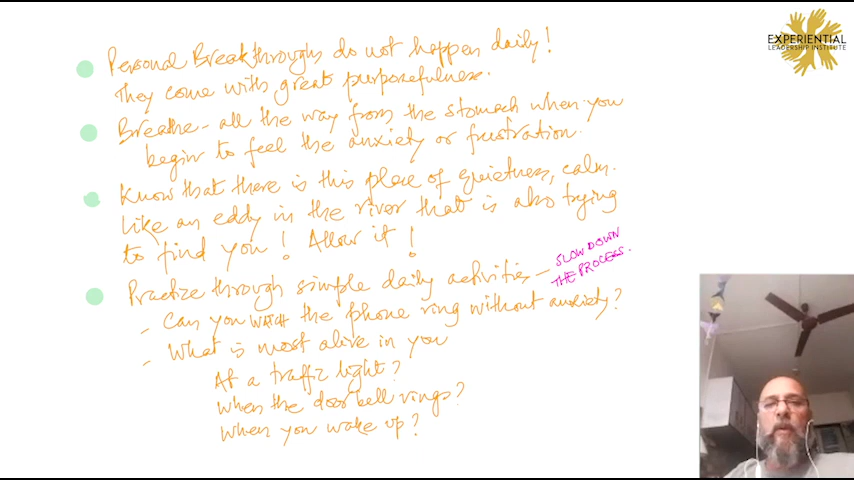 EXPERIENTIAL
LEADERSHIP INSTITUTE
Personal Breakthroughs do not happen daily!
They come with great purposefulness.
Breathe - all the way from the stomach when you
begin to feel the anxiety or frustration.
Know that there is this place of quietness, calm.
Like an eddy in the river that is also trying
to find you! Allow it!
Practize through simple daily activities -
SLOW DOWN
THE PROCESS.
- Can you WATCH the phone ring without anxiety?
- What is most alive in you
At a traffic light?
When the doorbell rings?
When you wake up?